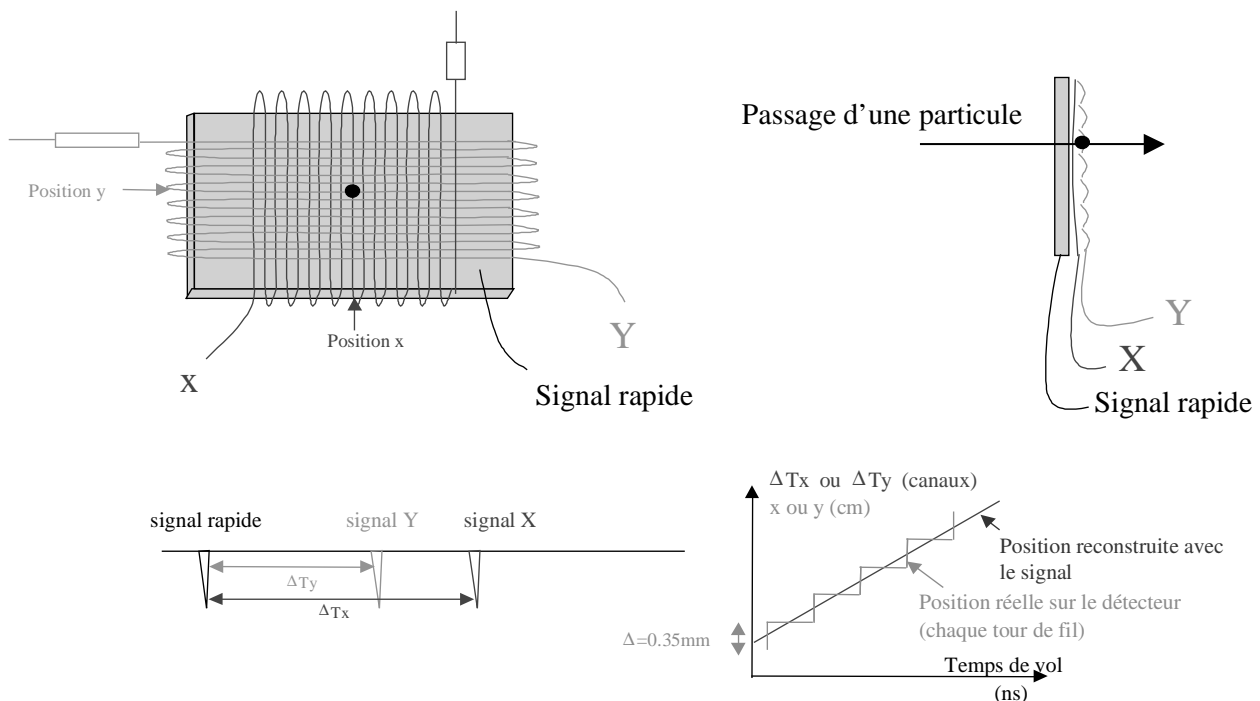 Passage d’une particule
Position y
Position x
X
Y
Signal rapide
Y
X
Signal rapide
signal rapide
signal Y
signal X
ΔTy
ΔTx
ΔTx ou ΔTy (canaux)
x ou y (cm)
Position reconstruite avec
le signal
Position réelle sur le détecteur
(chaque tour de fil)
Δ=0.35mm
Temps de vol
(ns)